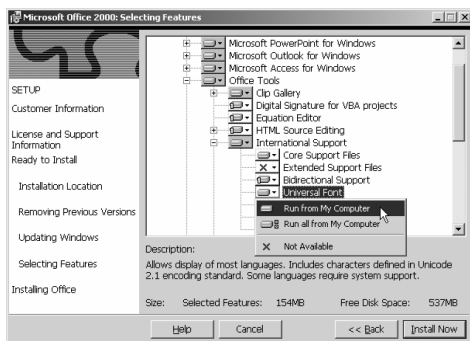 Microsoft Office 2000: Selecting Features
SETUP
Customer Information
License and Support
Information
Ready to Install
Installation Location
Removing Previous Versions
Updating Windows
Selecting Features
Installing Office
Microsoft PowerPoint for Windows
Microsoft Outlook for Windows
Microsoft Access for Windows
Office Tools
Clip Gallery
Digital Signature for VBA projects
Equation Editor
HTML Source Editing
International Support
Core Support Files
Extended Support Files
Bidirectional Support
Universal Font
Run from My Computer
Run all from My Computer
Not Available
Description:
Allows display of most languages. Includes characters defined in Unicode
2.1 encoding standard. Some languages require system support.
Size: Selected Features: 154MB Free Disk Space: 537MB
Help Cancel << Back Install Now